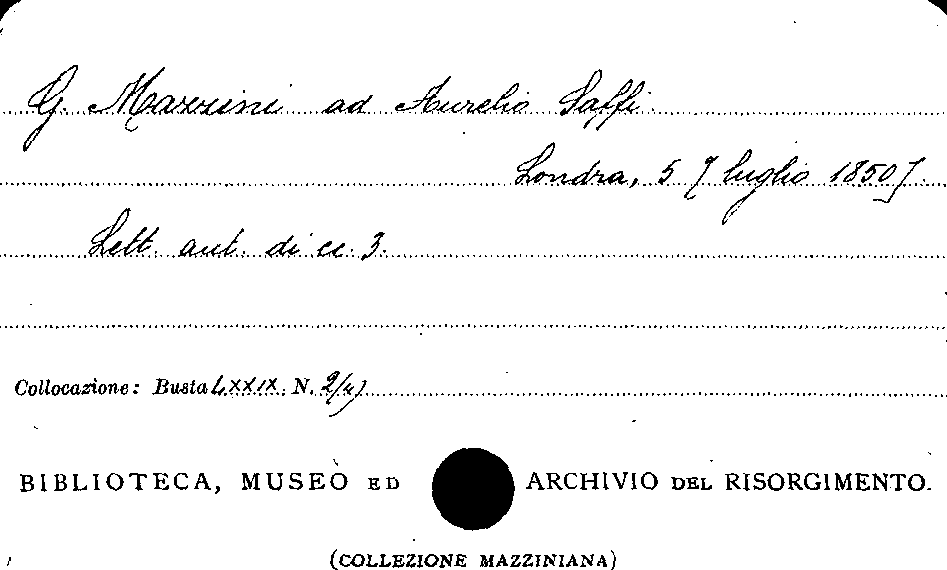 G. Mazzini ad Aurelio Saffi.
Londra, 5 [luglio 1850].
Lett. aut. di cc. 3.
Collocazione: Busta LXXIX. N. 2/4)
BIBLIOTECA, MUSEO ED ARCHIVIO DEL RISORGIMENTO.
(COLLEZIONE MAZZINIANA)